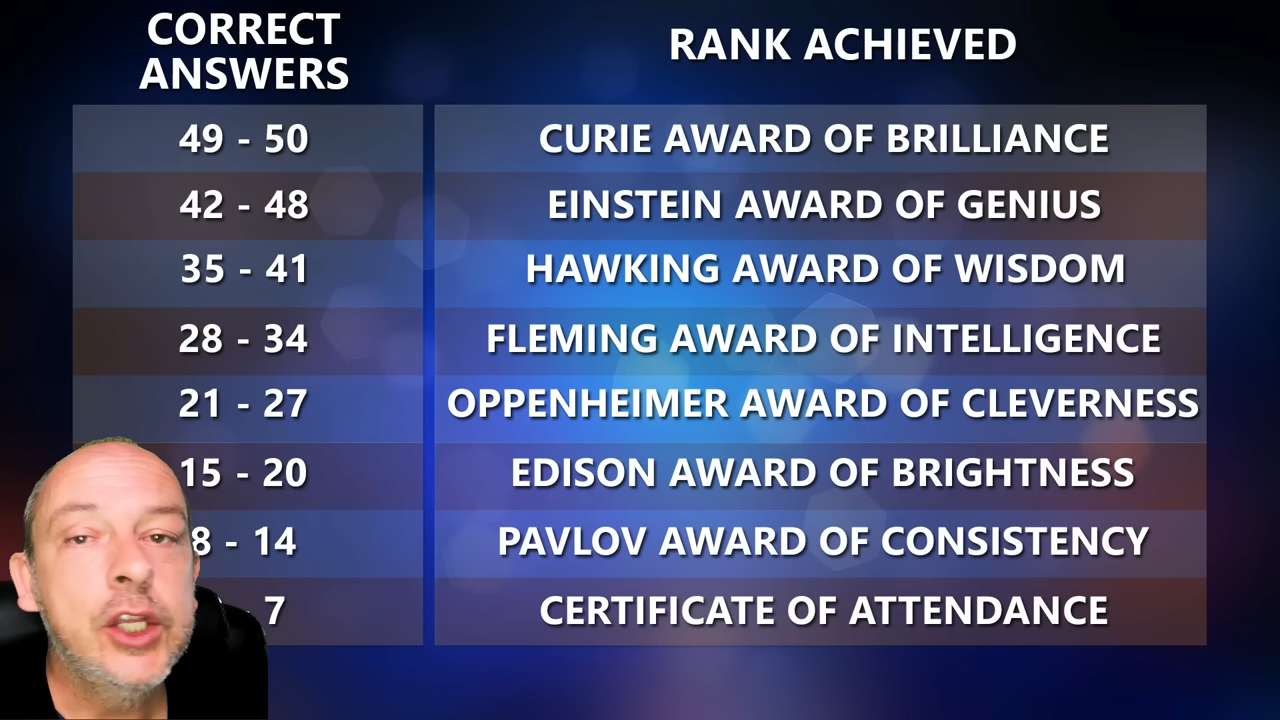 CORRECT
ANSWERS
RANK ACHIEVED
49 - 50 CURIE AWARD OF BRILLIANCE
42 - 48 EINSTEIN AWARD OF GENIUS
35 - 41 HAWKING AWARD OF WISDOM
28 - 34 FLEMING AWARD OF INTELLIGENCE
21 - 27 OPPENHEIMER AWARD OF CLEVERNESS
15 - 20 EDISON AWARD OF BRIGHTNESS
8 - 14 PAVLOV AWARD OF CONSISTENCY
7 CERTIFICATE OF ATTENDANCE